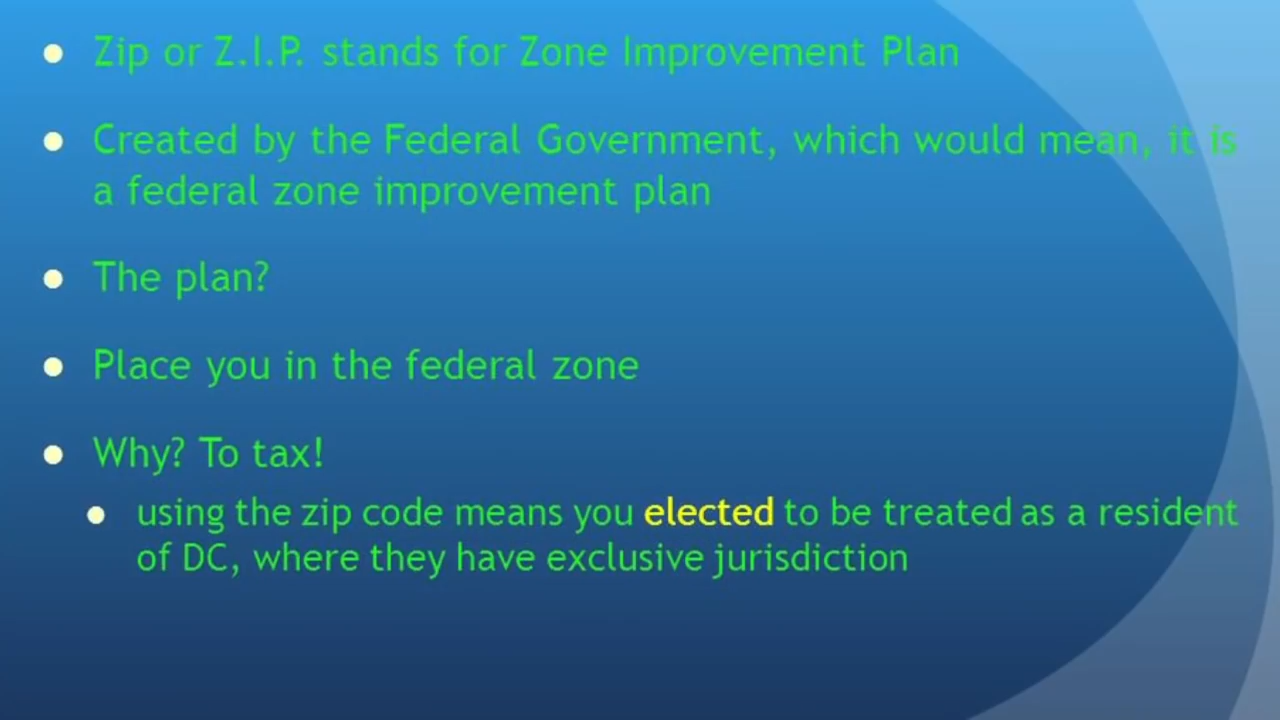 Zip or Z.I.P. stands for Zone Improvement Plan
Created by the Federal Government, which would mean, it is
a federal zone improvement plan
The plan?
Place you in the federal zone
Why? To tax!
using the zip code means you elected to be treated as a resident
of DC, where they have exclusive jurisdiction